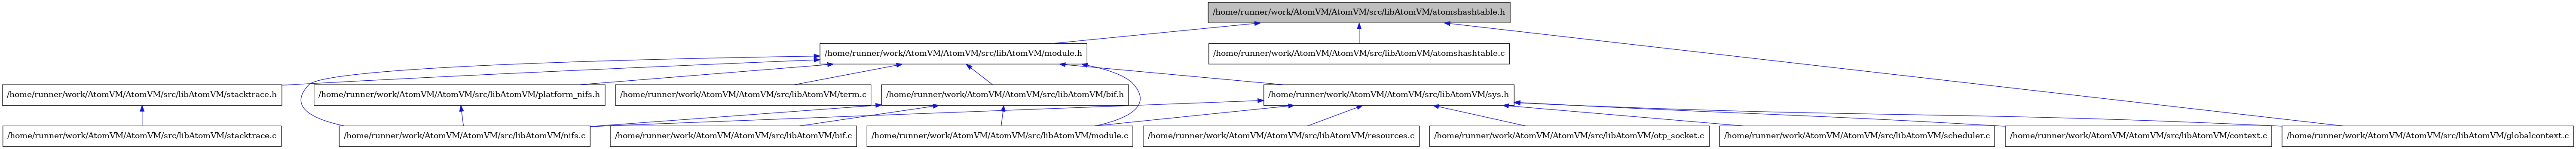 /home/runner/work/AtomVM/AtomVM/src/libAtomVM/atomshashtable.h
/home/runner/work/AtomVM/AtomVM/src/libAtomVM/module.h
/home/runner/work/AtomVM/AtomVM/src/libAtomVM/atomshashtable.c
/home/runner/work/AtomVM/AtomVM/src/libAtomVM/stacktrace.h
/home/runner/work/AtomVM/AtomVM/src/libAtomVM/platform_nifs.h
/home/runner/work/AtomVM/AtomVM/src/libAtomVM/term.c
/home/runner/work/AtomVM/AtomVM/src/libAtomVM/bif.h
/home/runner/work/AtomVM/AtomVM/src/libAtomVM/sys.h
/home/runner/work/AtomVM/AtomVM/src/libAtomVM/stacktrace.c
/home/runner/work/AtomVM/AtomVM/src/libAtomVM/nifs.c
/home/runner/work/AtomVM/AtomVM/src/libAtomVM/bif.c
/home/runner/work/AtomVM/AtomVM/src/libAtomVM/module.c
/home/runner/work/AtomVM/AtomVM/src/libAtomVM/resources.c
/home/runner/work/AtomVM/AtomVM/src/libAtomVM/otp_socket.c
/home/runner/work/AtomVM/AtomVM/src/libAtomVM/scheduler.c
/home/runner/work/AtomVM/AtomVM/src/libAtomVM/context.c
/home/runner/work/AtomVM/AtomVM/src/libAtomVM/globalcontext.c